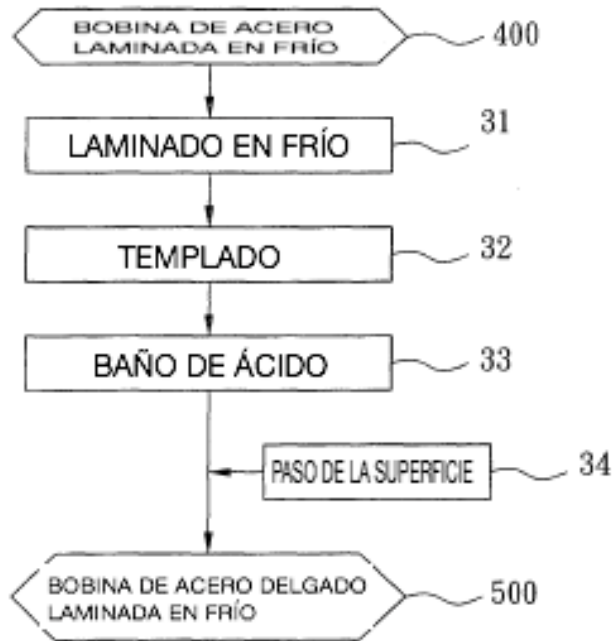 BOBINA DE ACERO
LAMINADA EN FRÍO
400
LAMINADO EN FRÍO
31
TEMPLADO
32
BAÑO DE ÁCIDO
33
PASO DE LA SUPERFICIE
34
BOBINA DE ACERO DELGADO
LAMINADA EN FRÍO
500